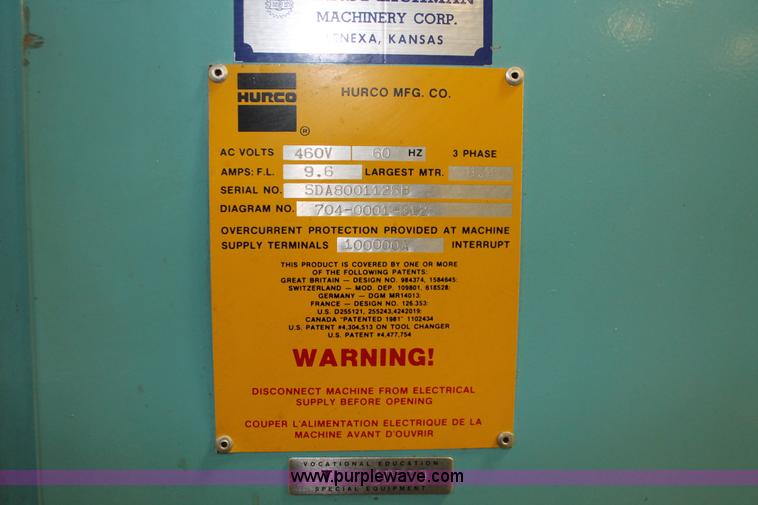 MACHINERY CORP.
LENEXA, KANSAS
HURCO
®
HURCO MFG. CO.
AC VOLTS 460V 60 HZ 3 PHASE
AMPS: F.L. 9.6 LARGEST MTR.
SERIAL NO. SDA8001126B
DIAGRAM NO. 704-0001-
OVERCURRENT PROTECTION PROVIDED AT MACHINE
SUPPLY TERMINALS 100000A INTERRUPT
THIS PRODUCT IS COVERED BY ONE OR MORE
OF THE FOLLOWING PATENTS:
GREAT BRITAIN – DESIGN NO. 984374, 1584645:
SWITZERLAND – MOD. DEP. 109801, 618528:
GERMANY – DGM MR14013:
FRANCE – DESIGN NO. 126.353:
U.S. D255121, 255243,4242019:
CANADA "PATENTED 1981" 1102434
U.S. PATENT #4,304,513 ON TOOL CHANGER
U.S. PATENT #4,477,754
WARNING!
DISCONNECT MACHINE FROM ELECTRICAL
SUPPLY BEFORE OPENING
COUPER L'ALIMENTATION ELECTRIQUE DE LA
MACHINE AVANT D'OUVRIR
VOCATIONAL EDUCATION
www.purplewave.com
SPECIAL EQUIPMENT